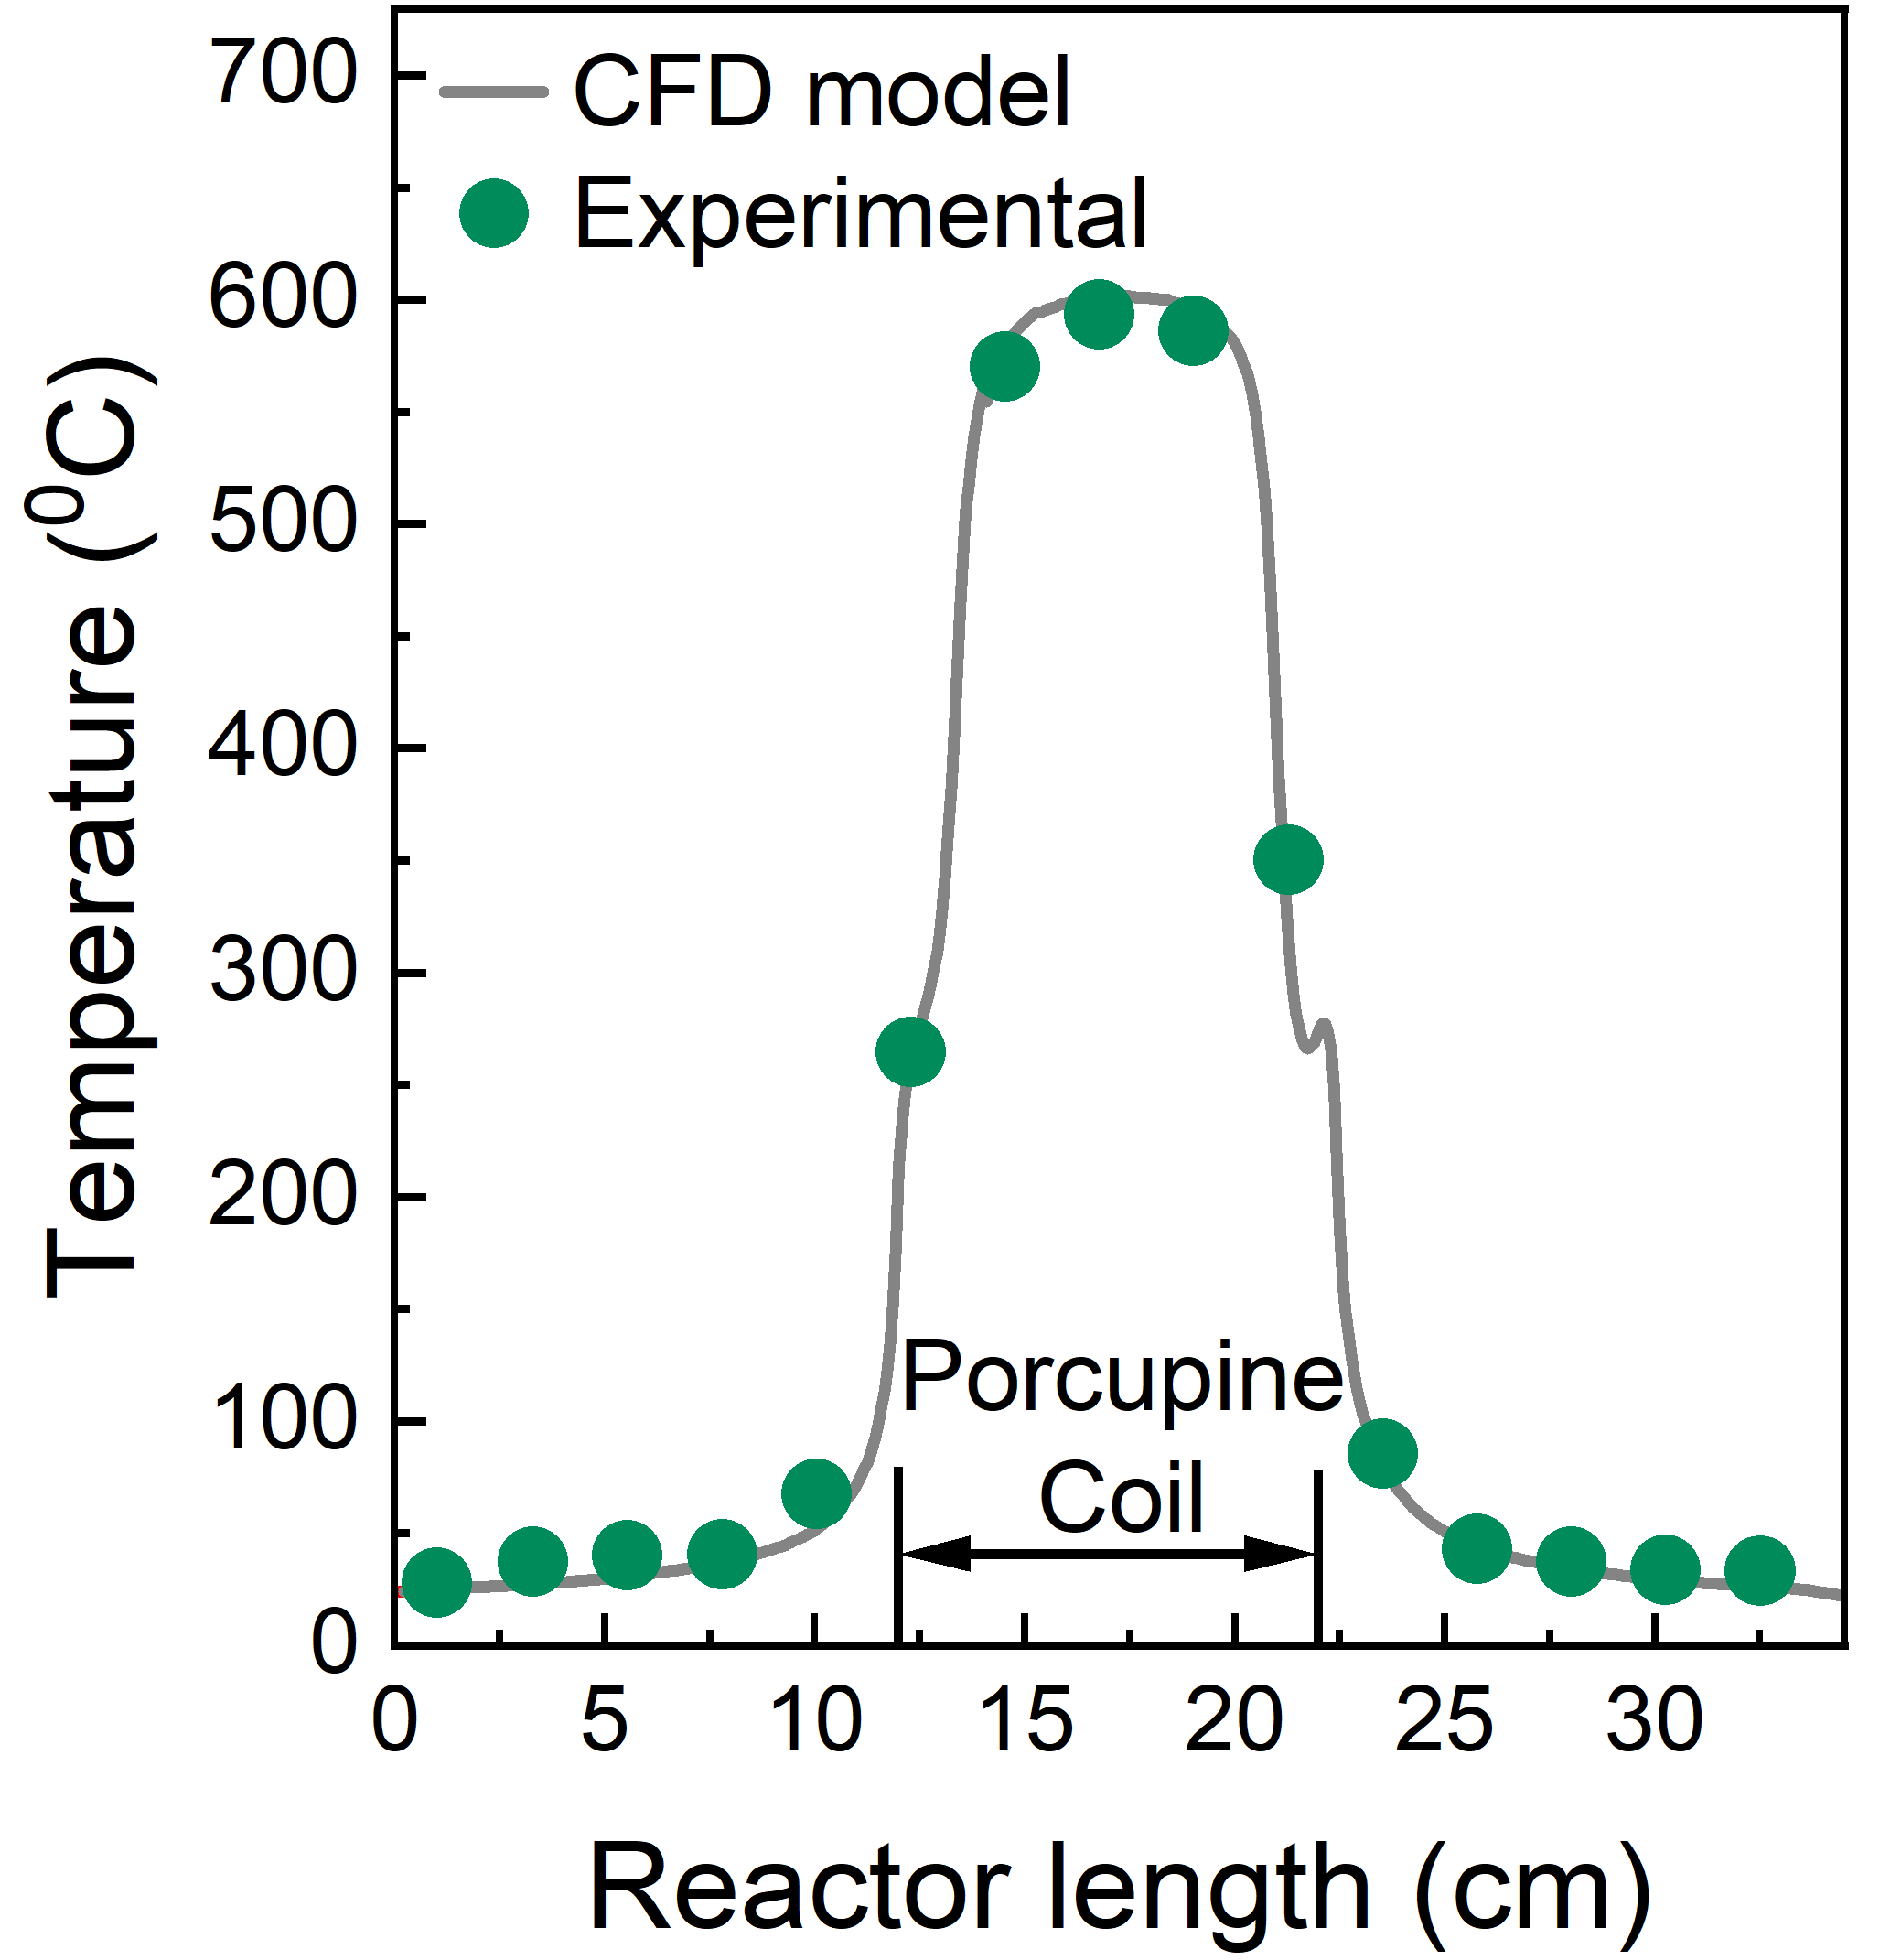 CFD model
Experimental
700
600
500
400
300
200
100
0
Temperature (⁰C)
Porcupine
Coil
0 5 10 15 20 25 30
Reactor length (cm)